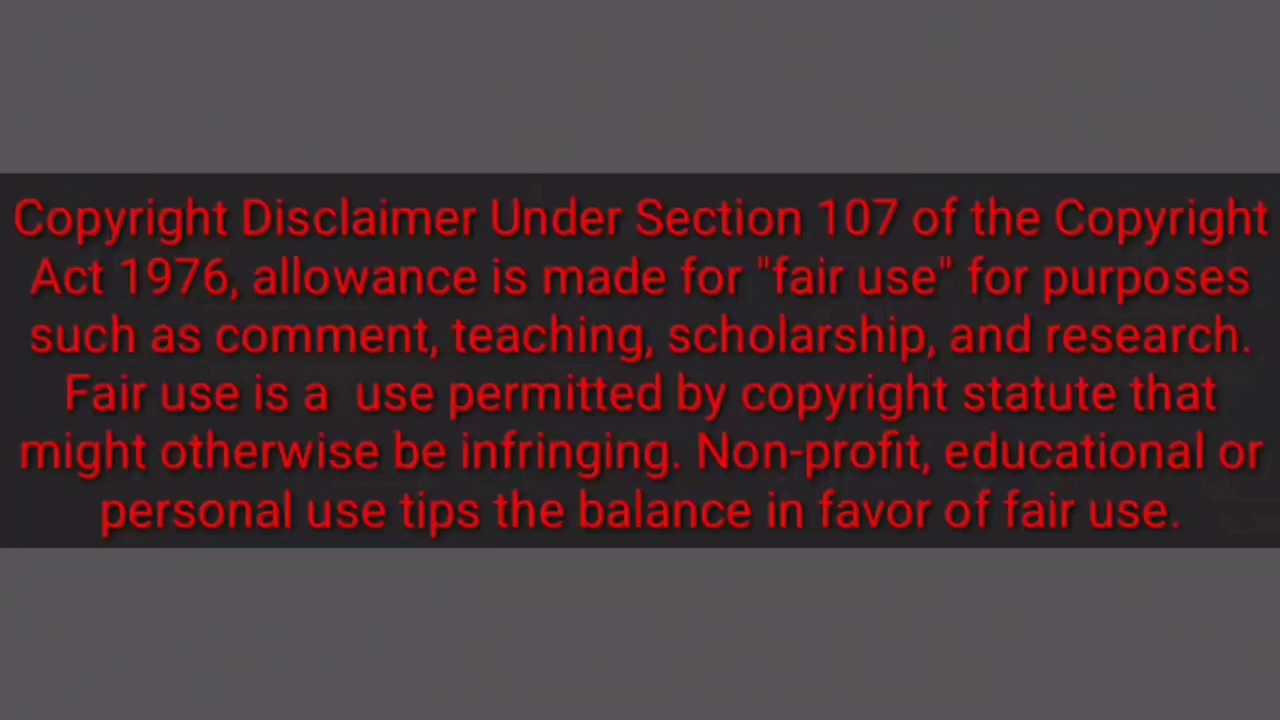 Copyright Disclaimer Under Section 107 of the Copyright
Act 1976, allowance is made for "fair use" for purposes
such as comment, teaching, scholarship, and research.
Fair use is a  use permitted by copyright statute that
might otherwise be infringing. Non-profit, educational or
personal use tips the balance in favor of fair use.